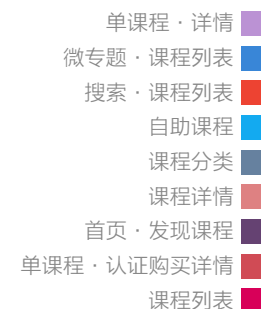 单课程 · 详情
微专题 · 课程列表
搜索 · 课程列表
自助课程
课程分类
课程详情
首页 · 发现课程
单课程 · 认证购买详情
课程列表